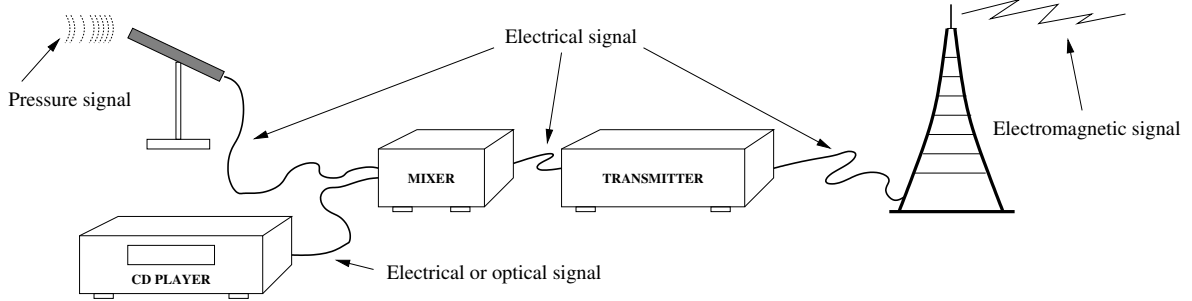 Electrical signal
Pressure signal
Electromagnetic signal
MIXER
TRANSMITTER
CD PLAYER
Electrical or optical signal